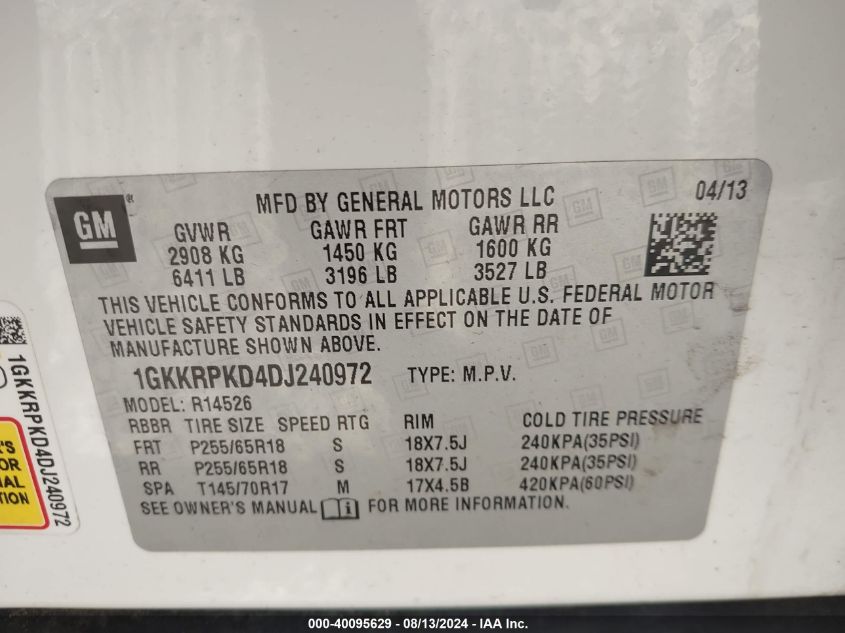 GM
MFD BY GENERAL MOTORS LLC
04/13
GVWR GAWR FRT GAWR RR
2908 KG 1450 KG 1600 KG
6411 LB 3196 LB 3527 LB
THIS VEHICLE CONFORMS TO ALL APPLICABLE U.S. FEDERAL MOTOR
VEHICLE SAFETY STANDARDS IN EFFECT ON THE DATE OF
MANUFACTURE SHOWN ABOVE.
1GKKRPKD4DJ240972 TYPE: M.P.V.
MODEL: R14526
RBBR TIRE SIZE SPEED RTG RIM COLD TIRE PRESSURE
FRT P255/65R18 S 18X7.5J 240KPA(35PSI)
RR P255/65R18 S 18X7.5J 240KPA(35PSI)
SPA T145/70R17 M 17X4.5B 420KPA(60PSI)
SEE OWNER'S MANUAL FOR MORE INFORMATION.
1GKKRPKD4DJ240972
000-40095629 - 08/13/2024 - IAA Inc.